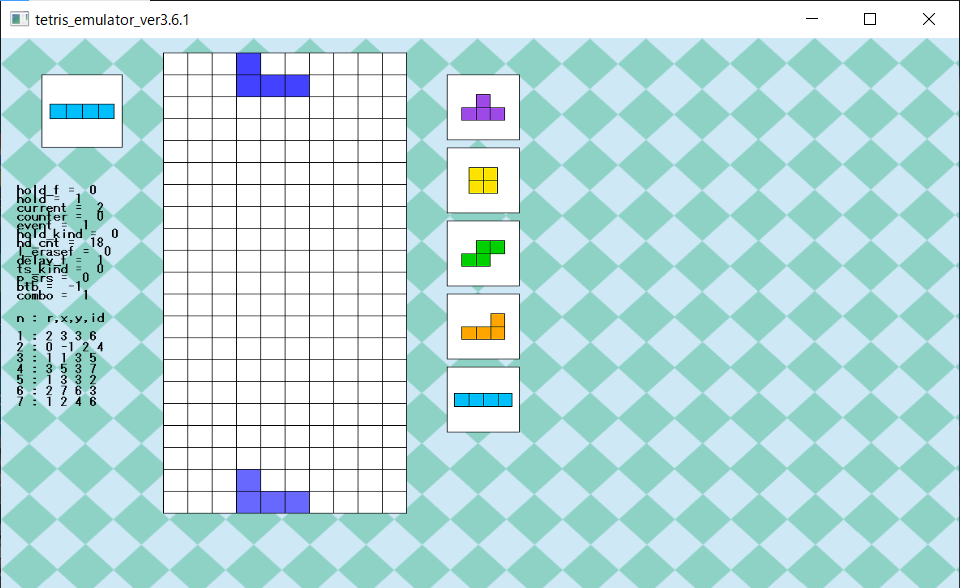 tetris_emulator_ver3.6.1
hold_f = 0
hold = 1
current = 2
counter = 0
event = 1
hold_kind = 0
hd_cnt = 18
l_erasef = 0
delay_f = 1
ts_kind = 0
p_srs = 0
btb = -1
combo = 1
n : r,x,y,id
1 : 2 3 3 6
2 : 0 -1 2 4
3 : 1 1 3 5
4 : 3 5 3 7
5 : 1 3 3 2
6 : 2 7 6 3
7 : 1 2 4 6